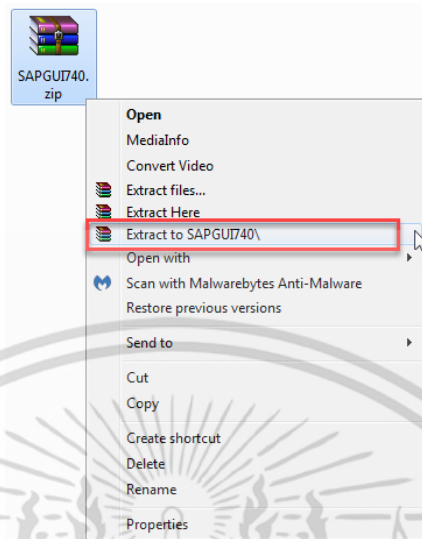 SAPGUI740.
zip
Open
MediaInfo
Convert Video
Extract files...
Extract Here
Extract to SAPGUI740\
Open with
Scan with Malwarebytes Anti-Malware
Restore previous versions
Send to
Cut
Copy
Create shortcut
Delete
Rename
Properties